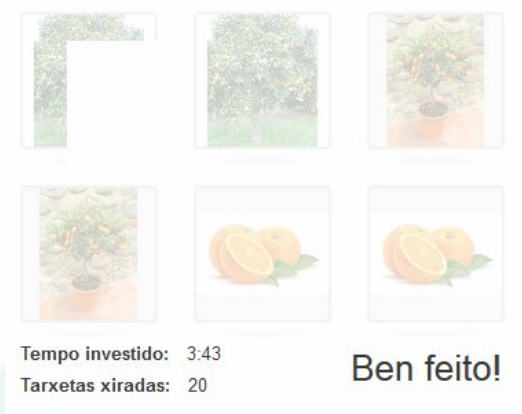 Tempo investido: 3:43
Tarxetas xiradas: 20
Ben feito!